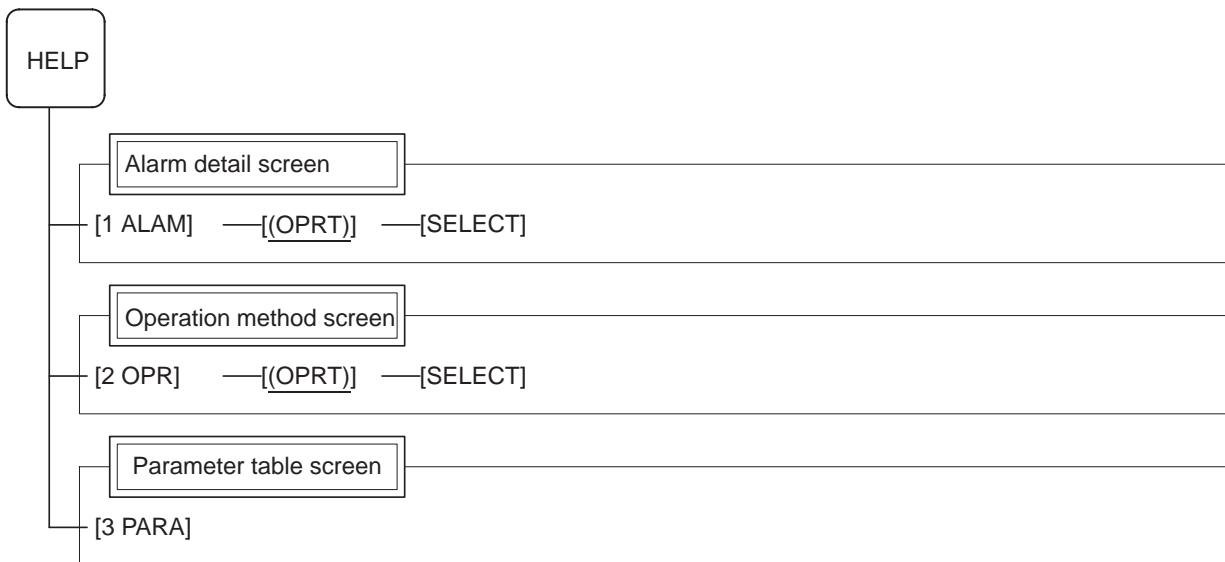 HELP
Alarm detail screen
[1 ALAM] [(OPRT)] [SELECT]
Operation method screen
[2 OPR] [(OPRT)] [SELECT]
Parameter table screen
[3 PARA]